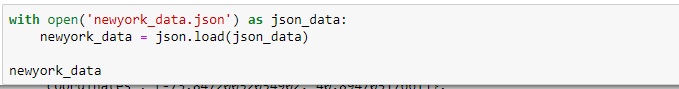 with open('newyork_data.json') as json_data:
    newyork_data = json.load(json_data)
newyork_data